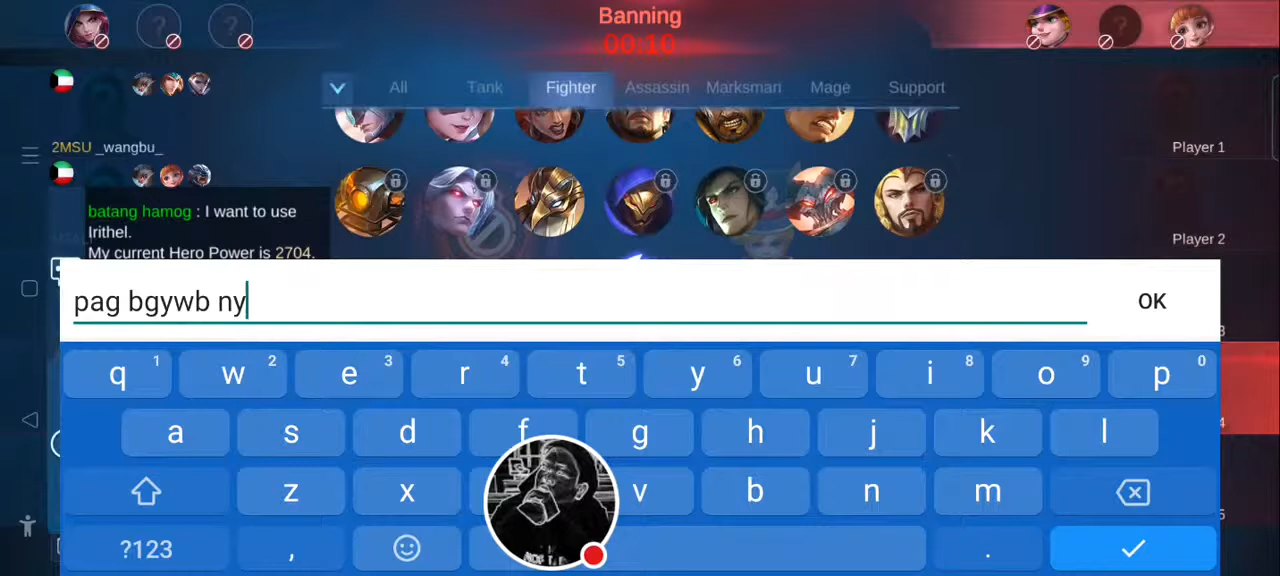 Banning
00:10
All Tank Fighter Assassin Marksman Mage Support
2MSU _wangbu_
Player 1
batang hamog : I want to use
Irithel.
My current Hero Power is 2704.
Player 2
pag bgywb ny
OK
q 1 w 2 e 3 r 4 t 5 y 6 u 7 i 8 o 9 p 0
a s d f g h j k l
z x v b n m
?123 , .